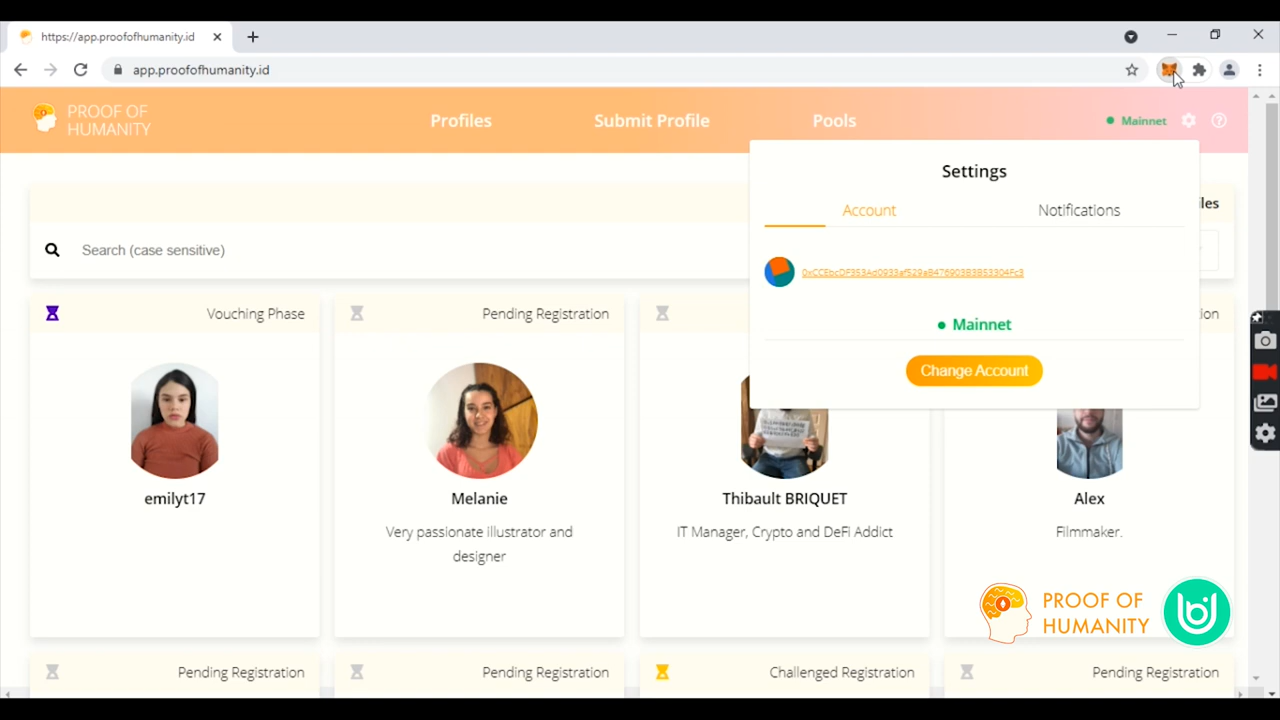 https://app.proofofhumanity.id
app.proofofhumanity.id
PROOF OF
HUMANITY
Profiles
Submit Profile
Pools
Mainnet
Settings
Account
Notifications
Search (case sensitive)
Mainnet
Change Account
Vouching Phase
Pending Registration
emilyt17
Melanie
Very passionate illustrator and
designer
Thibault BRIQUET
IT Manager, Crypto and DeFi Addict
Alex
Filmmaker.
PROOF OF
HUMANITY
Pending Registration
Pending Registration
Challenged Registration
Pending Registration